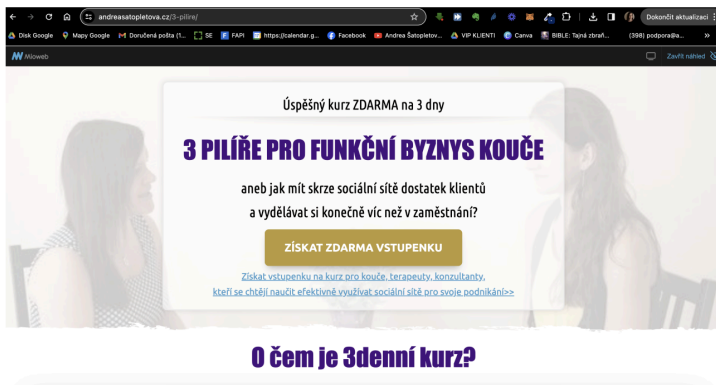 andreasatopletova.cz/3-pilire/
Dokončit aktualizaci
Disk Google
Mapy Google
Doručená pošta (1...
SE
FAPI
https://calendar.g...
Facebook
Andrea Šatopletov...
VIP KLIENTI
Canva
BIBLE: Tajná zbraň...
(398) podpora@a...
»
Mioweb
Zavřít náhled
Úspěšný kurz ZDARMA na 3 dny
3 PILÍŘE PRO FUNKČNÍ BYZNYS KOUČE
aneb jak mít skrze sociální sítě dostatek klientů
a vydělávat si konečně víc než v zaměstnání?
ZÍSKAT ZDARMA VSTUPENKU
Získat vstupenku na kurz pro kouče, terapeuty, konzultanty,
kteří se chtějí naučit efektivně využívat sociální sítě pro svoje podnikání>>
O čem je 3denní kurz?